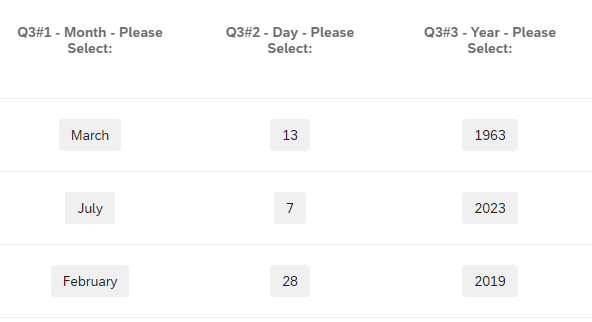 Q3#1 - Month - Please Select: Q3#2 - Day - Please Select: Q3#3 - Year - Please Select:
March 13 1963
July 7 2023
February 28 2019